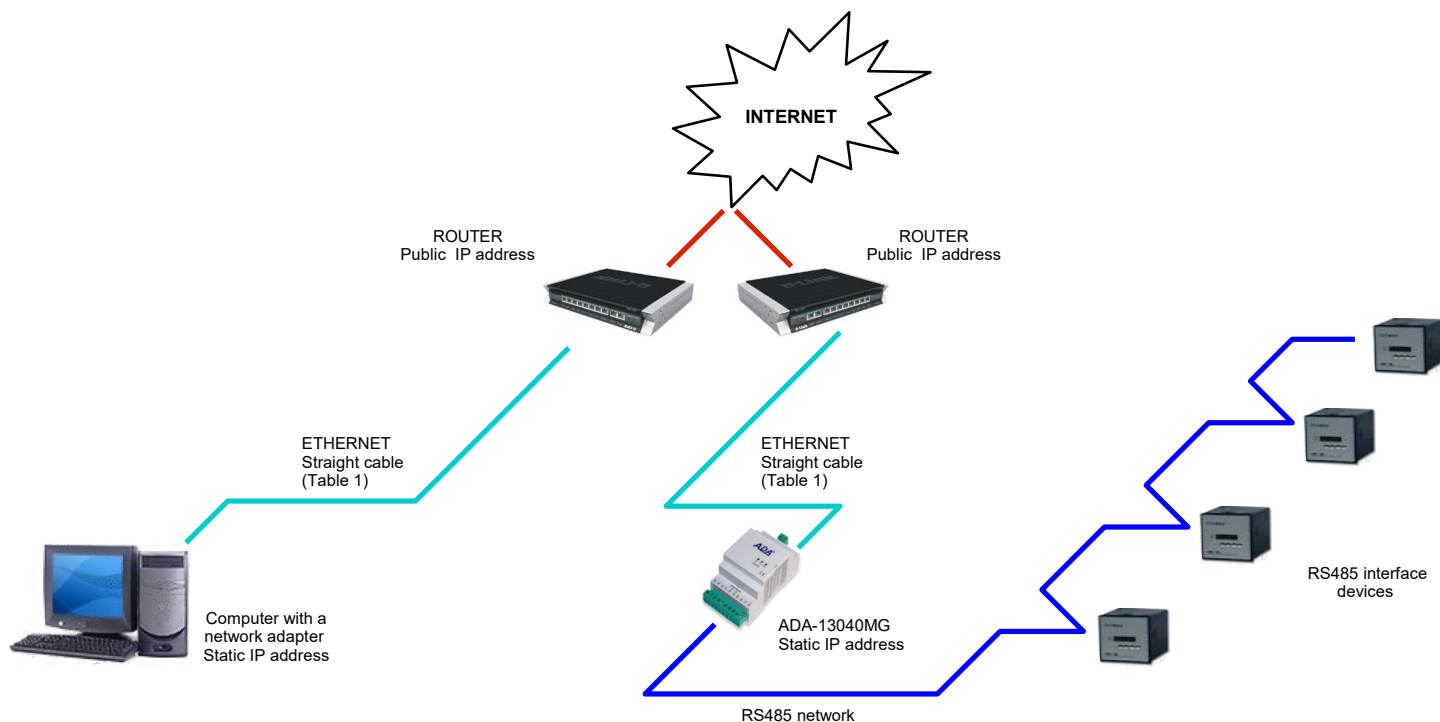 INTERNET
ROUTER
Public IP address
ROUTER
Public IP address
D-Link
ETHERNET
Straight cable
(Table 1)
ETHERNET
Straight cable
(Table 1)
ADA
Computer with a
network adapter
Static IP address
ADA-13040MG
Static IP address
RS485 interface
devices
RS485 network